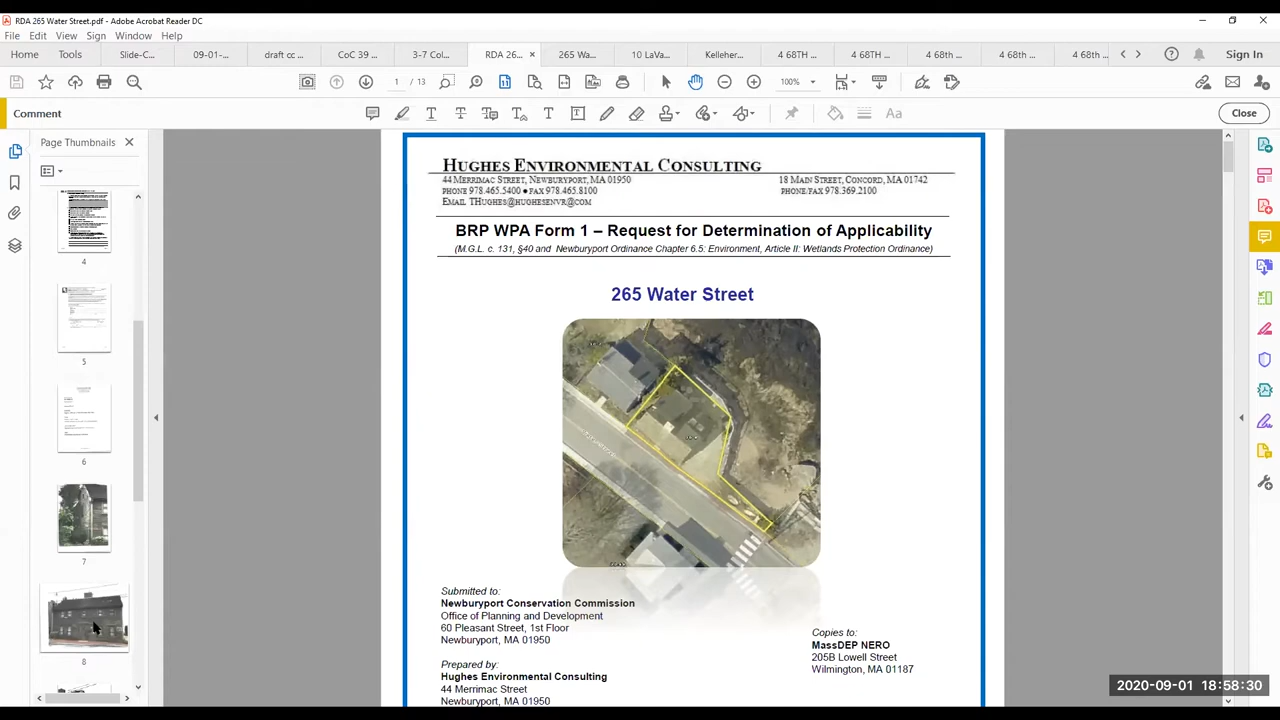 RDA 265 Water Street.pdf - Adobe Acrobat Reader DC
File Edit View Sign Window Help
Home Tools Slide-C... 09-01-... draft cc ... CoC 39 ... 3-7 Col... RDA 26... × 265 Wa... 10 LaVa... Kelleher... 4 68TH ... 4 68TH ... 4 68th ... 4 68th ... 4 68th ... Sign In
1 / 13 100%
Comment Close
Page Thumbnails
4
5
6
7
8
HUGHES ENVIRONMENTAL CONSULTING
44 MERRIMAC STREET, NEWBURYPORT, MA 01950 18 MAIN STREET, CONCORD, MA 01742
PHONE 978.465.5400 ● FAX 978.465.8100 PHONE/FAX 978.369.2100
EMAIL THUGHES@HUGHESENVR@COM
BRP WPA Form 1 – Request for Determination of Applicability
(M.G.L. c. 131, §40 and Newburyport Ordinance Chapter 6.5: Environment, Article II: Wetlands Protection Ordinance)
265 Water Street
Submitted to:
Newburyport Conservation Commission
Office of Planning and Development
60 Pleasant Street, 1st Floor
Newburyport, MA 01950
Copies to:
MassDEP NERO
205B Lowell Street
Wilmington, MA 01187
Prepared by:
Hughes Environmental Consulting
44 Merrimac Street
Newburyport, MA 01950
2020-09-01 18:58:30